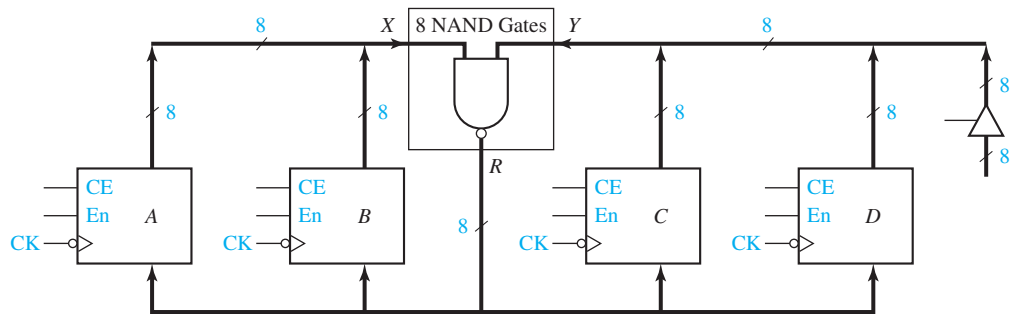 8 X 8 NAND Gates Y 8
8 8 8 8 8
8
R
CE CE CE CE
En A En B 8 En C En D
CK CK CK CK